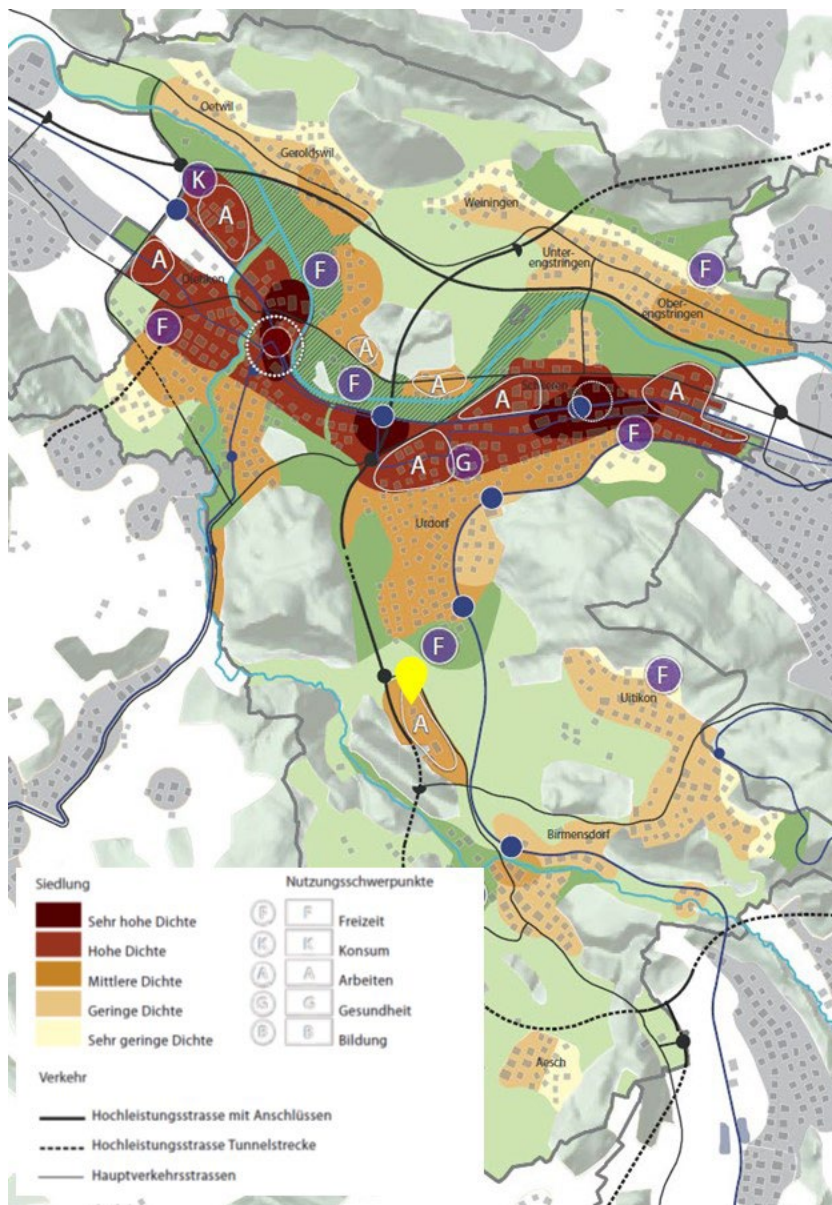 Oetwil
Geroldswil
K
A
Weiningen
A
Dietikon
F
Unter-
engstringen
F
Ober-
engstringen
F
A
F
A
A
Schlieren
A
F
A
G
Urdorf
F
F
Uitikon
A
Birmensdorf
Siedlung
Sehr hohe Dichte
Hohe Dichte
Mittlere Dichte
Geringe Dichte
Sehr geringe Dichte
Nutzungsschwerpunkte
F F Freizeit
K K Konsum
A A Arbeiten
G G Gesundheit
B B Bildung
Aesch
Verkehr
Hochleistungsstrasse mit Anschlüssen
Hochleistungsstrasse Tunnelstrecke
Hauptverkehrsstrassen